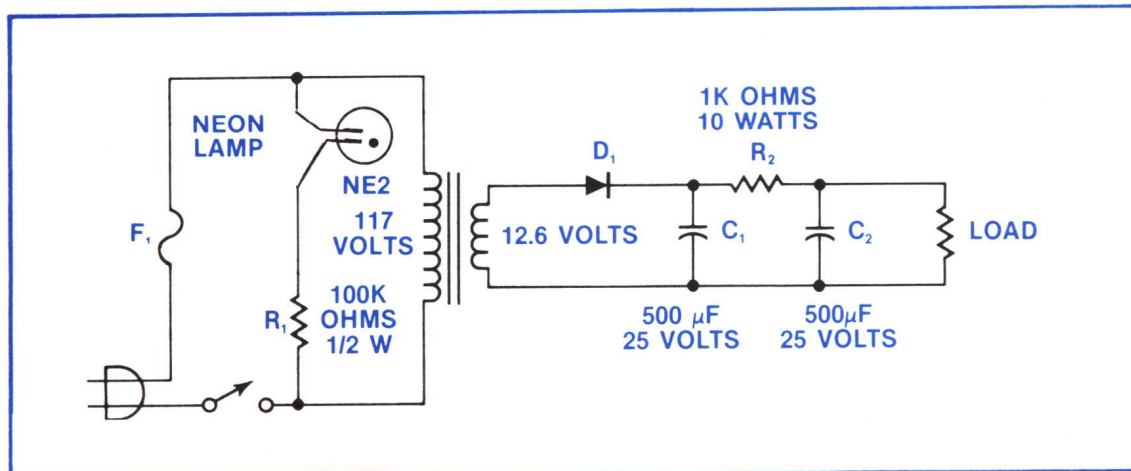 NEON
LAMP
NE2
F₁
117
VOLTS
R₁
100K
OHMS
1/2 W
12.6 VOLTS
D₁
1K OHMS
10 WATTS
R₂
C₁
C₂
LOAD
500 µF
25 VOLTS
500µF
25 VOLTS